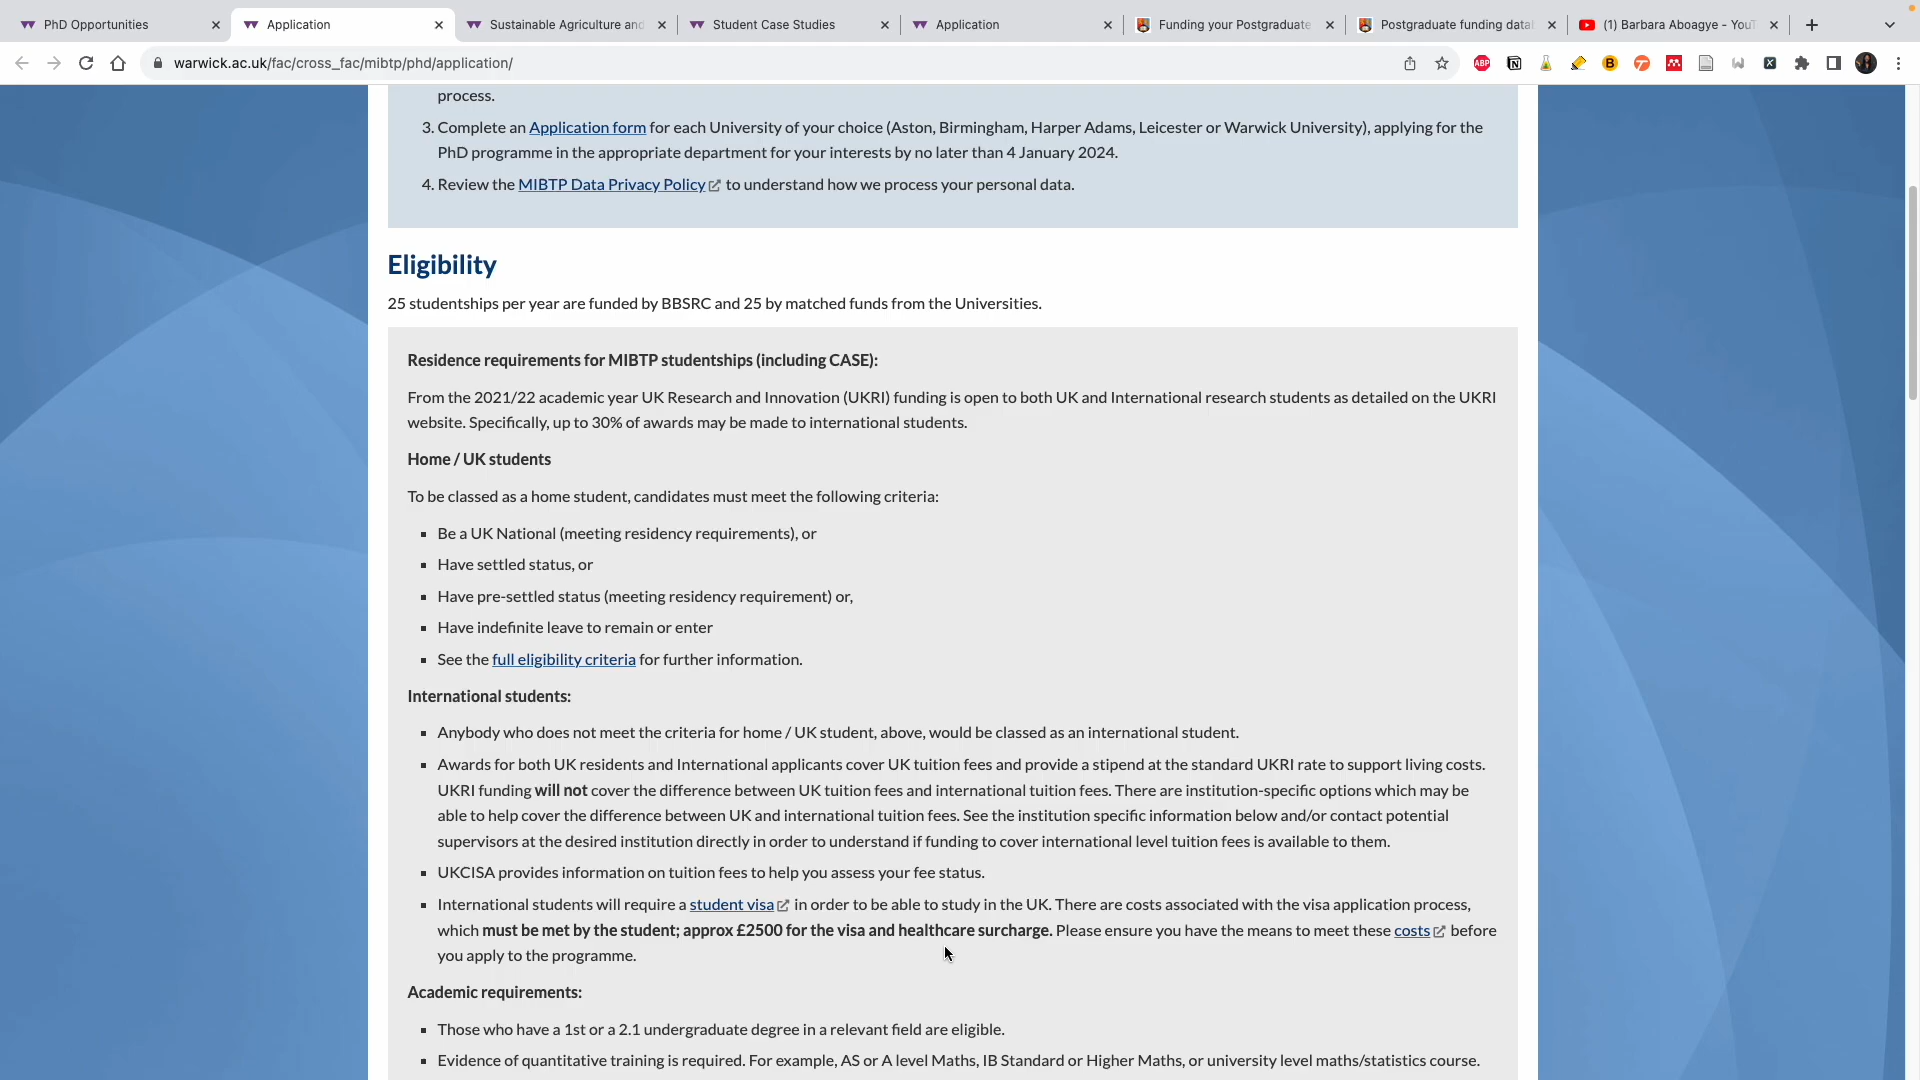 PhD Opportunities
Application
Sustainable Agriculture and
Student Case Studies
Application
Funding your Postgraduate
Postgraduate funding data
(1) Barbara Aboagye - YouT
warwick.ac.uk/fac/cross_fac/mibtp/phd/application/
process.
3. Complete an Application form for each University of your choice (Aston, Birmingham, Harper Adams, Leicester or Warwick University), applying for the
PhD programme in the appropriate department for your interests by no later than 4 January 2024.
4. Review the MIBTP Data Privacy Policy to understand how we process your personal data.
Eligibility
25 studentships per year are funded by BBSRC and 25 by matched funds from the Universities.
Residence requirements for MIBTP studentships (including CASE):
From the 2021/22 academic year UK Research and Innovation (UKRI) funding is open to both UK and International research students as detailed on the UKRI
website. Specifically, up to 30% of awards may be made to international students.
Home / UK students
To be classed as a home student, candidates must meet the following criteria:
Be a UK National (meeting residency requirements), or
Have settled status, or
Have pre-settled status (meeting residency requirement) or,
Have indefinite leave to remain or enter
See the full eligibility criteria for further information.
International students:
Anybody who does not meet the criteria for home / UK student, above, would be classed as an international student.
Awards for both UK residents and International applicants cover UK tuition fees and provide a stipend at the standard UKRI rate to support living costs.
UKRI funding will not cover the difference between UK tuition fees and international tuition fees. There are institution-specific options which may be
able to help cover the difference between UK and international tuition fees. See the institution specific information below and/or contact potential
supervisors at the desired institution directly in order to understand if funding to cover international level tuition fees is available to them.
UKCISA provides information on tuition fees to help you assess your fee status.
International students will require a student visa in order to be able to study in the UK. There are costs associated with the visa application process,
which must be met by the student; approx £2500 for the visa and healthcare surcharge. Please ensure you have the means to meet these costs before
you apply to the programme.
Academic requirements:
Those who have a 1st or a 2.1 undergraduate degree in a relevant field are eligible.
Evidence of quantitative training is required. For example, AS or A level Maths, IB Standard or Higher Maths, or university level maths/statistics course.